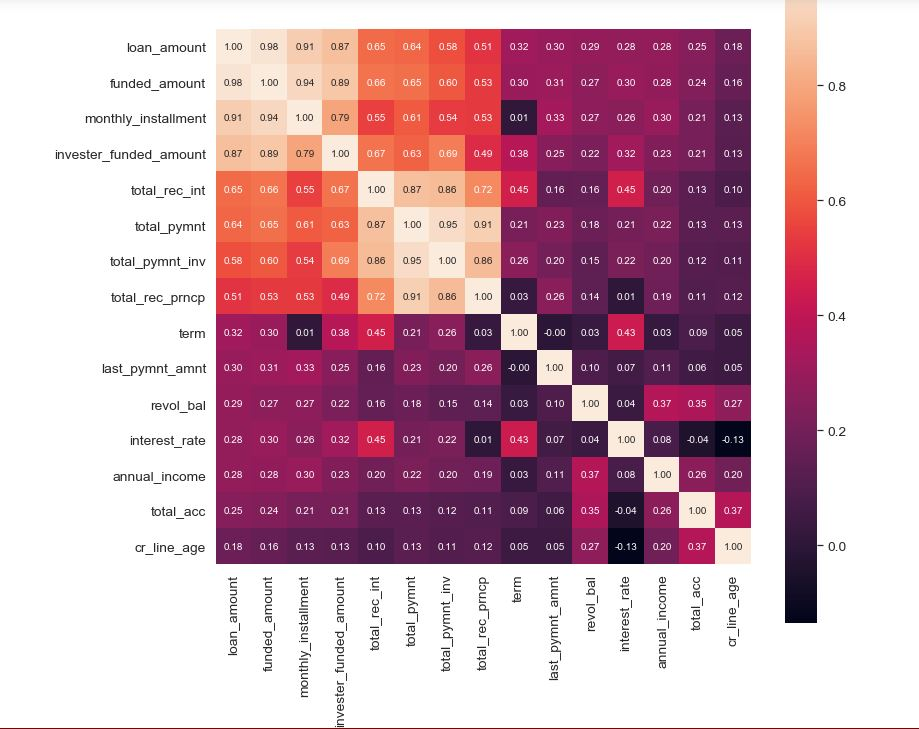 loan_amount 1.00 0.98 0.91 0.87 0.65 0.64 0.58 0.51 0.32 0.30 0.29 0.28 0.28 0.25 0.18
funded_amount 0.98 1.00 0.94 0.89 0.66 0.65 0.60 0.53 0.30 0.31 0.27 0.30 0.28 0.24 0.16
monthly_installment 0.91 0.94 1.00 0.79 0.55 0.61 0.54 0.53 0.01 0.33 0.27 0.26 0.30 0.21 0.13
invester_funded_amount 0.87 0.89 0.79 1.00 0.67 0.63 0.69 0.49 0.38 0.25 0.22 0.32 0.23 0.21 0.13
total_rec_int 0.65 0.66 0.55 0.67 1.00 0.87 0.86 0.72 0.45 0.16 0.16 0.45 0.20 0.13 0.10
total_pymnt 0.64 0.65 0.61 0.63 0.87 1.00 0.95 0.91 0.21 0.23 0.18 0.21 0.22 0.13 0.13
total_pymnt_inv 0.58 0.60 0.54 0.69 0.86 0.95 1.00 0.86 0.26 0.20 0.15 0.22 0.20 0.12 0.11
total_rec_prncp 0.51 0.53 0.53 0.49 0.72 0.91 0.86 1.00 0.03 0.26 0.14 0.01 0.19 0.11 0.12
term 0.32 0.30 0.01 0.38 0.45 0.21 0.26 0.03 1.00 -0.00 0.03 0.43 0.03 0.09 0.05
last_pymnt_amnt 0.30 0.31 0.33 0.25 0.16 0.23 0.20 0.26 -0.00 1.00 0.10 0.07 0.11 0.06 0.05
revol_bal 0.29 0.27 0.27 0.22 0.16 0.18 0.15 0.14 0.03 0.10 1.00 0.04 0.37 0.35 0.27
interest_rate 0.28 0.30 0.26 0.32 0.45 0.21 0.22 0.01 0.43 0.07 0.04 1.00 0.08 -0.04 -0.13
annual_income 0.28 0.28 0.30 0.23 0.20 0.22 0.20 0.19 0.03 0.11 0.37 0.08 1.00 0.26 0.20
total_acc 0.25 0.24 0.21 0.21 0.13 0.13 0.12 0.11 0.09 0.06 0.35 -0.04 0.26 1.00 0.37
cr_line_age 0.18 0.16 0.13 0.13 0.10 0.13 0.11 0.12 0.05 0.05 0.27 -0.13 0.20 0.37 1.00
loan_amount
funded_amount
monthly_installment
invester_funded_amount
total_rec_int
total_pymnt
total_pymnt_inv
total_rec_prncp
term
last_pymnt_amnt
revol_bal
interest_rate
annual_income
total_acc
cr_line_age
0.8
0.6
0.4
0.2
0.0